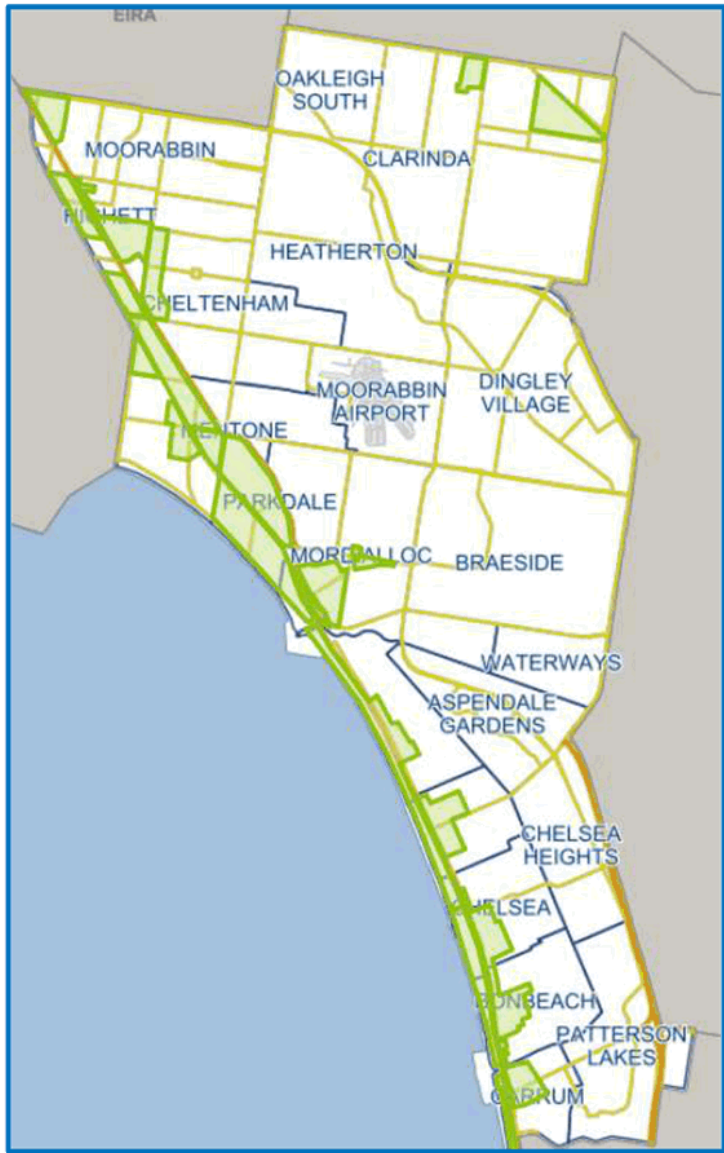 EIRA
OAKLEIGH
SOUTH
MOORABBIN
CLARINDA
HIGHETT
HEATHERTON
CHELTENHAM
MOORABBIN
AIRPORT
DINGLEY
VILLAGE
MENTONE
PARKDALE
MORDIALLOC
BRAESIDE
WATERWAYS
ASPENDALE
GARDENS
CHELSEA
HEIGHTS
CHELSEA
BONBEACH
PATTERSON
LAKES
CARRUM